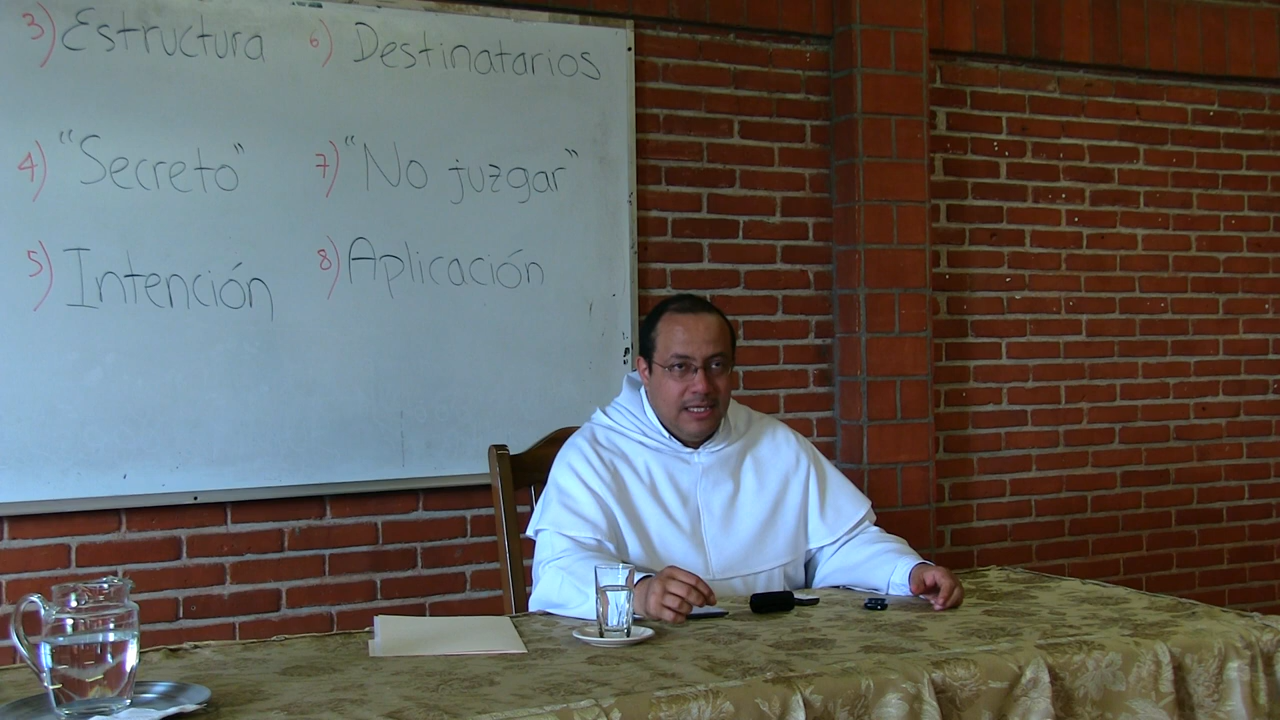 3) Estructura
4) "Secreto"
5) Intención
6) Destinatarios
7) "No juzgar"
8) Aplicación